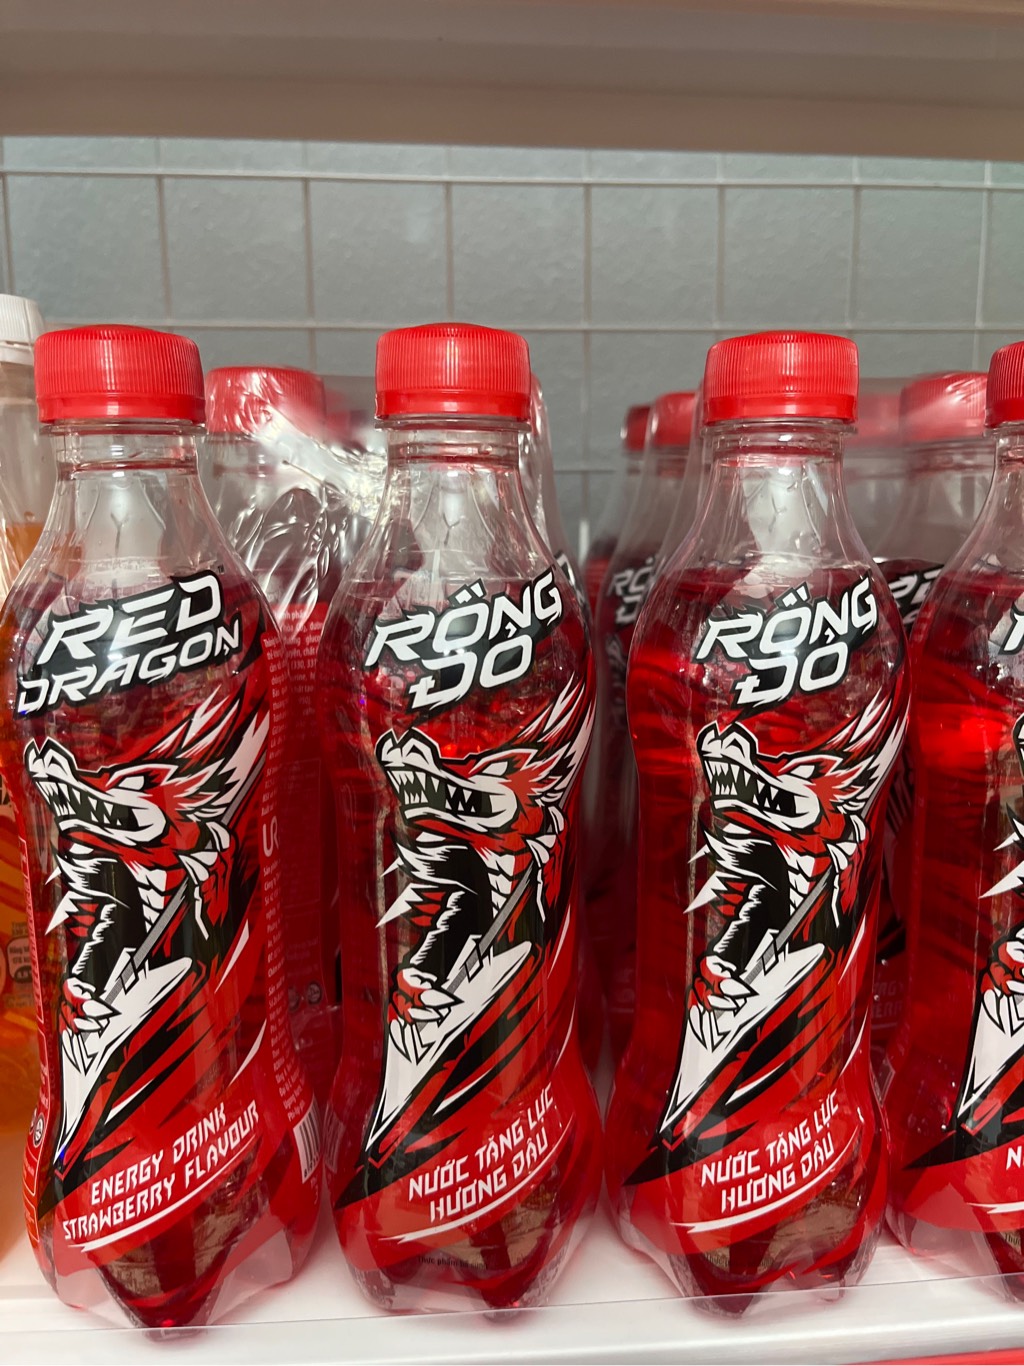 RED
DRAGON™
ENERGY DRINK
STRAWBERRY FLAVOUR
RỒNG
ĐỎ
NƯỚC TĂNG LỰC
HƯƠNG DÂU
RỒNG
ĐỎ
NƯỚC TĂNG LỰC
HƯƠNG DÂU